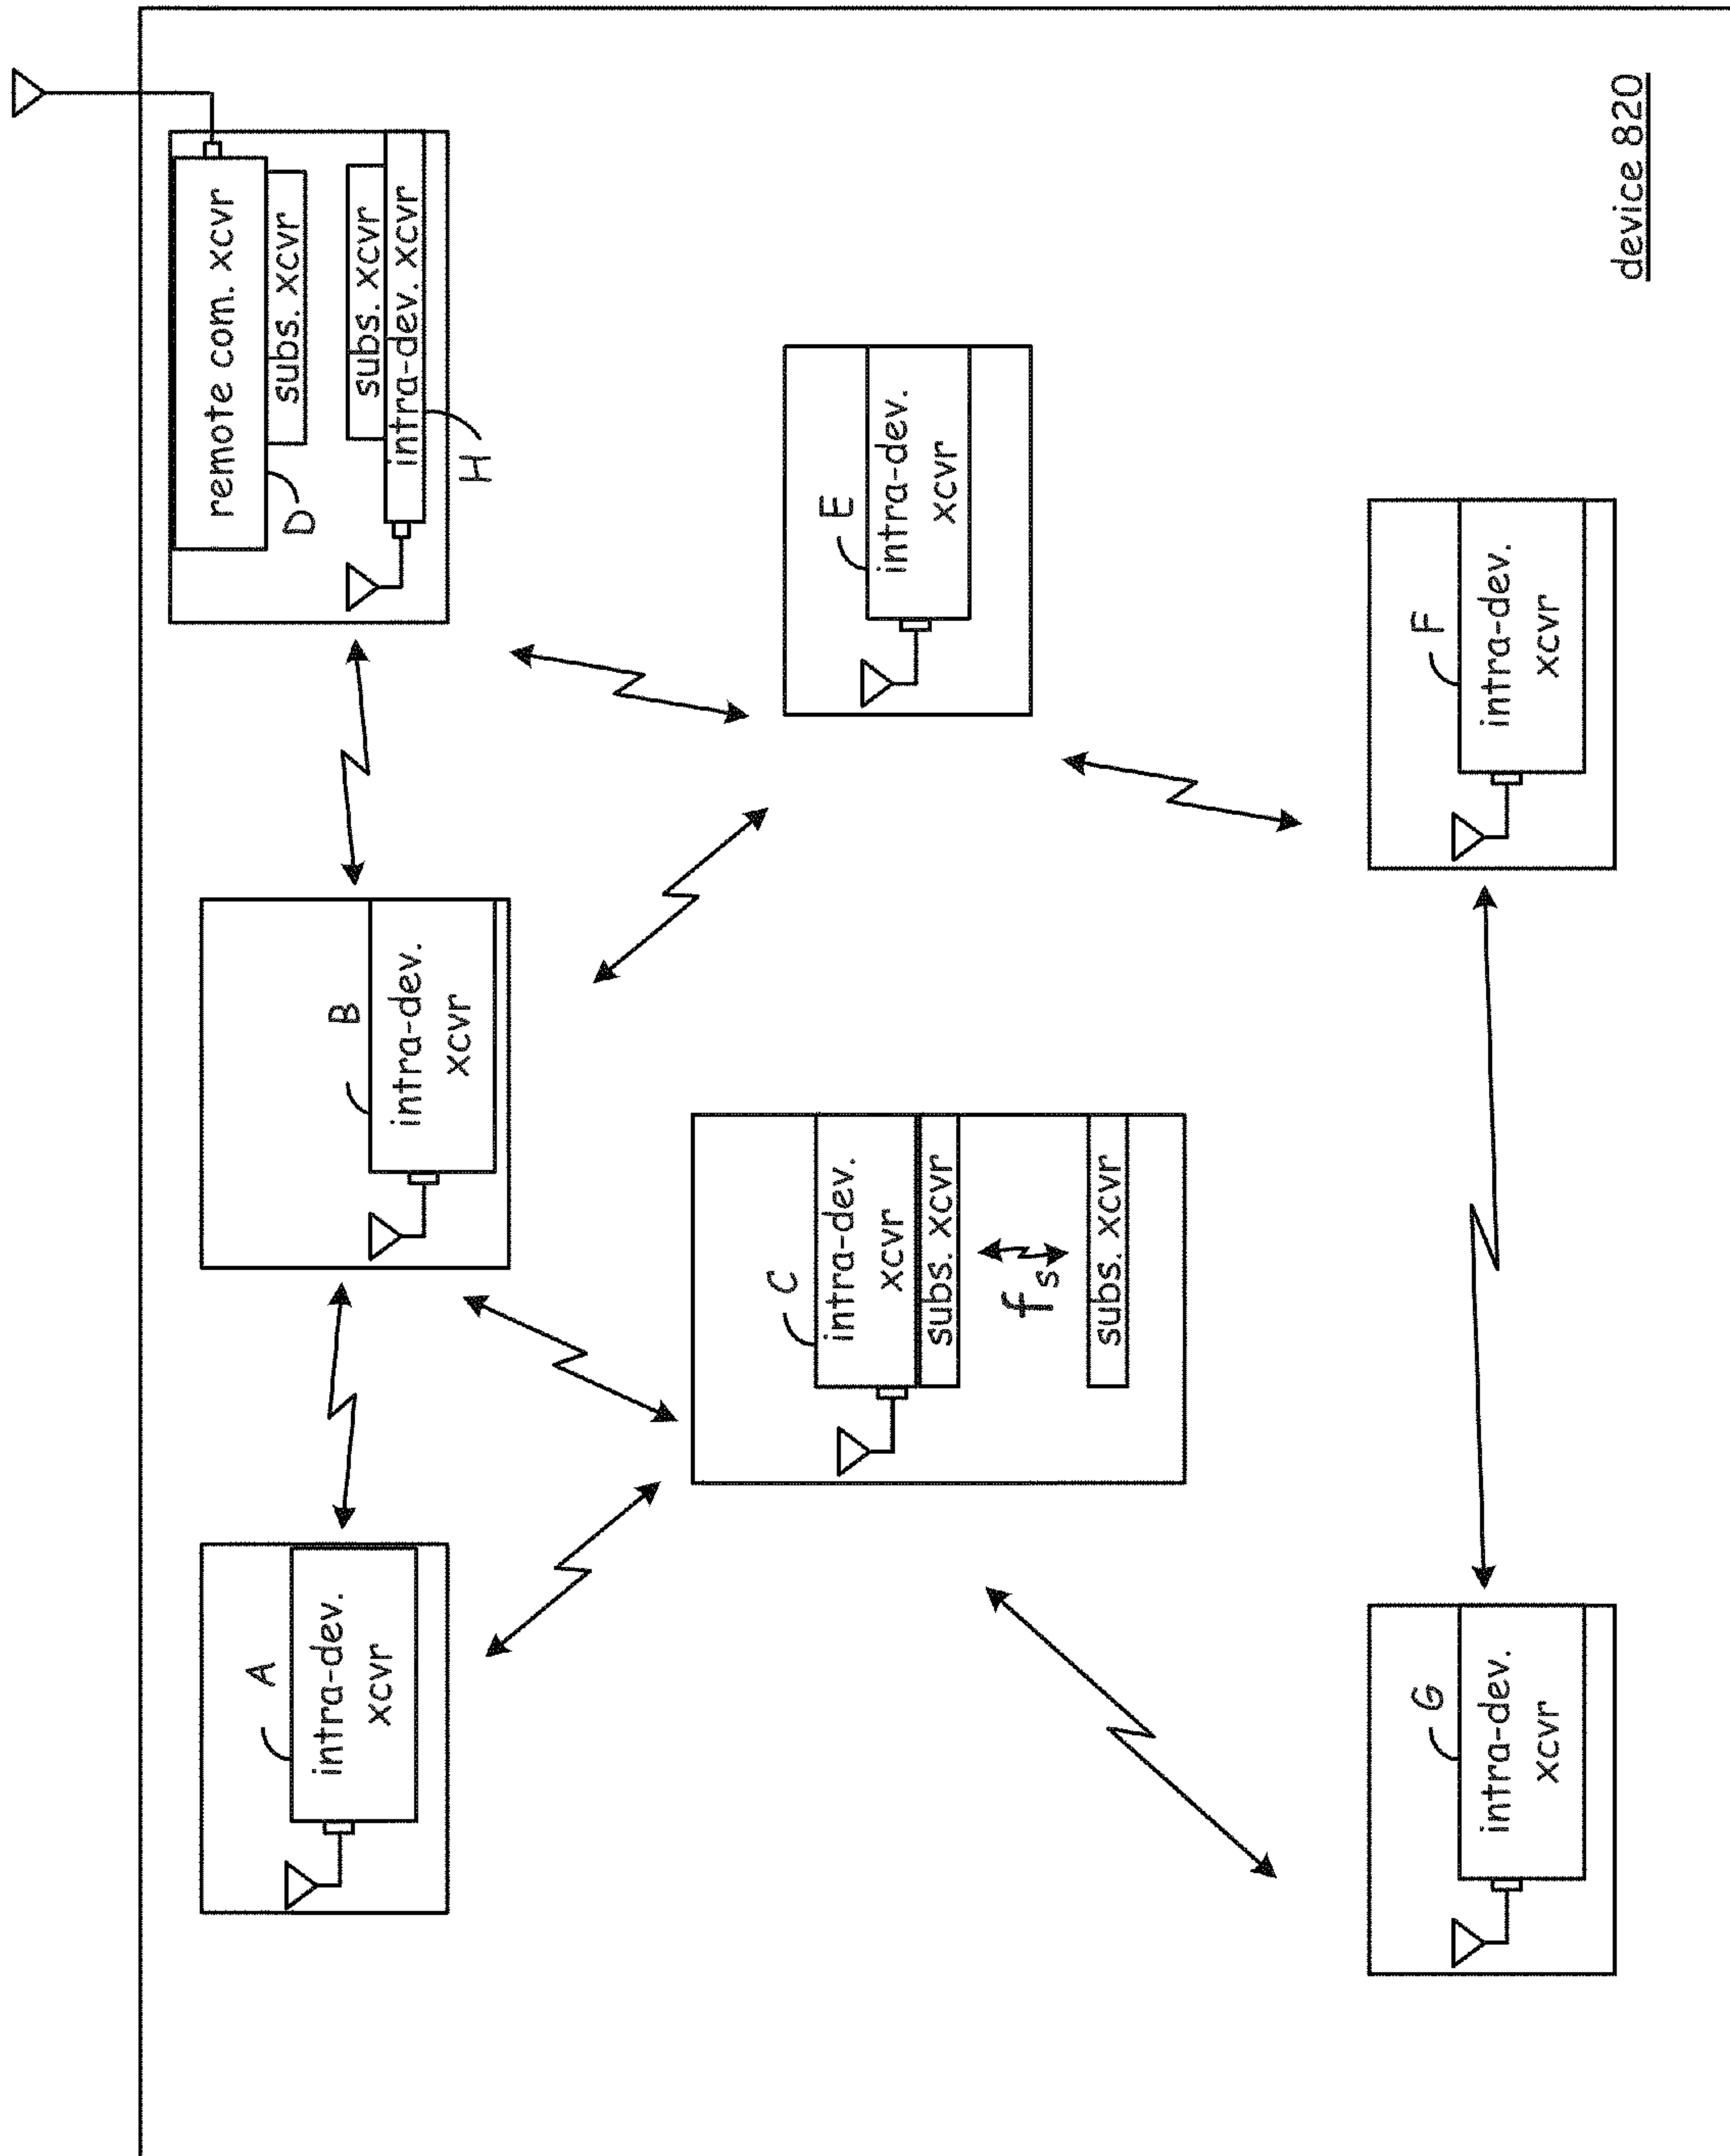 A
intra-dev.
xcvr
B
intra-dev.
xcvr
remote com. xcvr
subs. xcvr
D
subs. xcvr
intra-dev. xcvr
H
C
intra-dev.
xcvr
subs. xcvr
fs
subs. xcvr
E
intra-dev.
xcvr
G
intra-dev.
xcvr
F
intra-dev.
xcvr
device 820